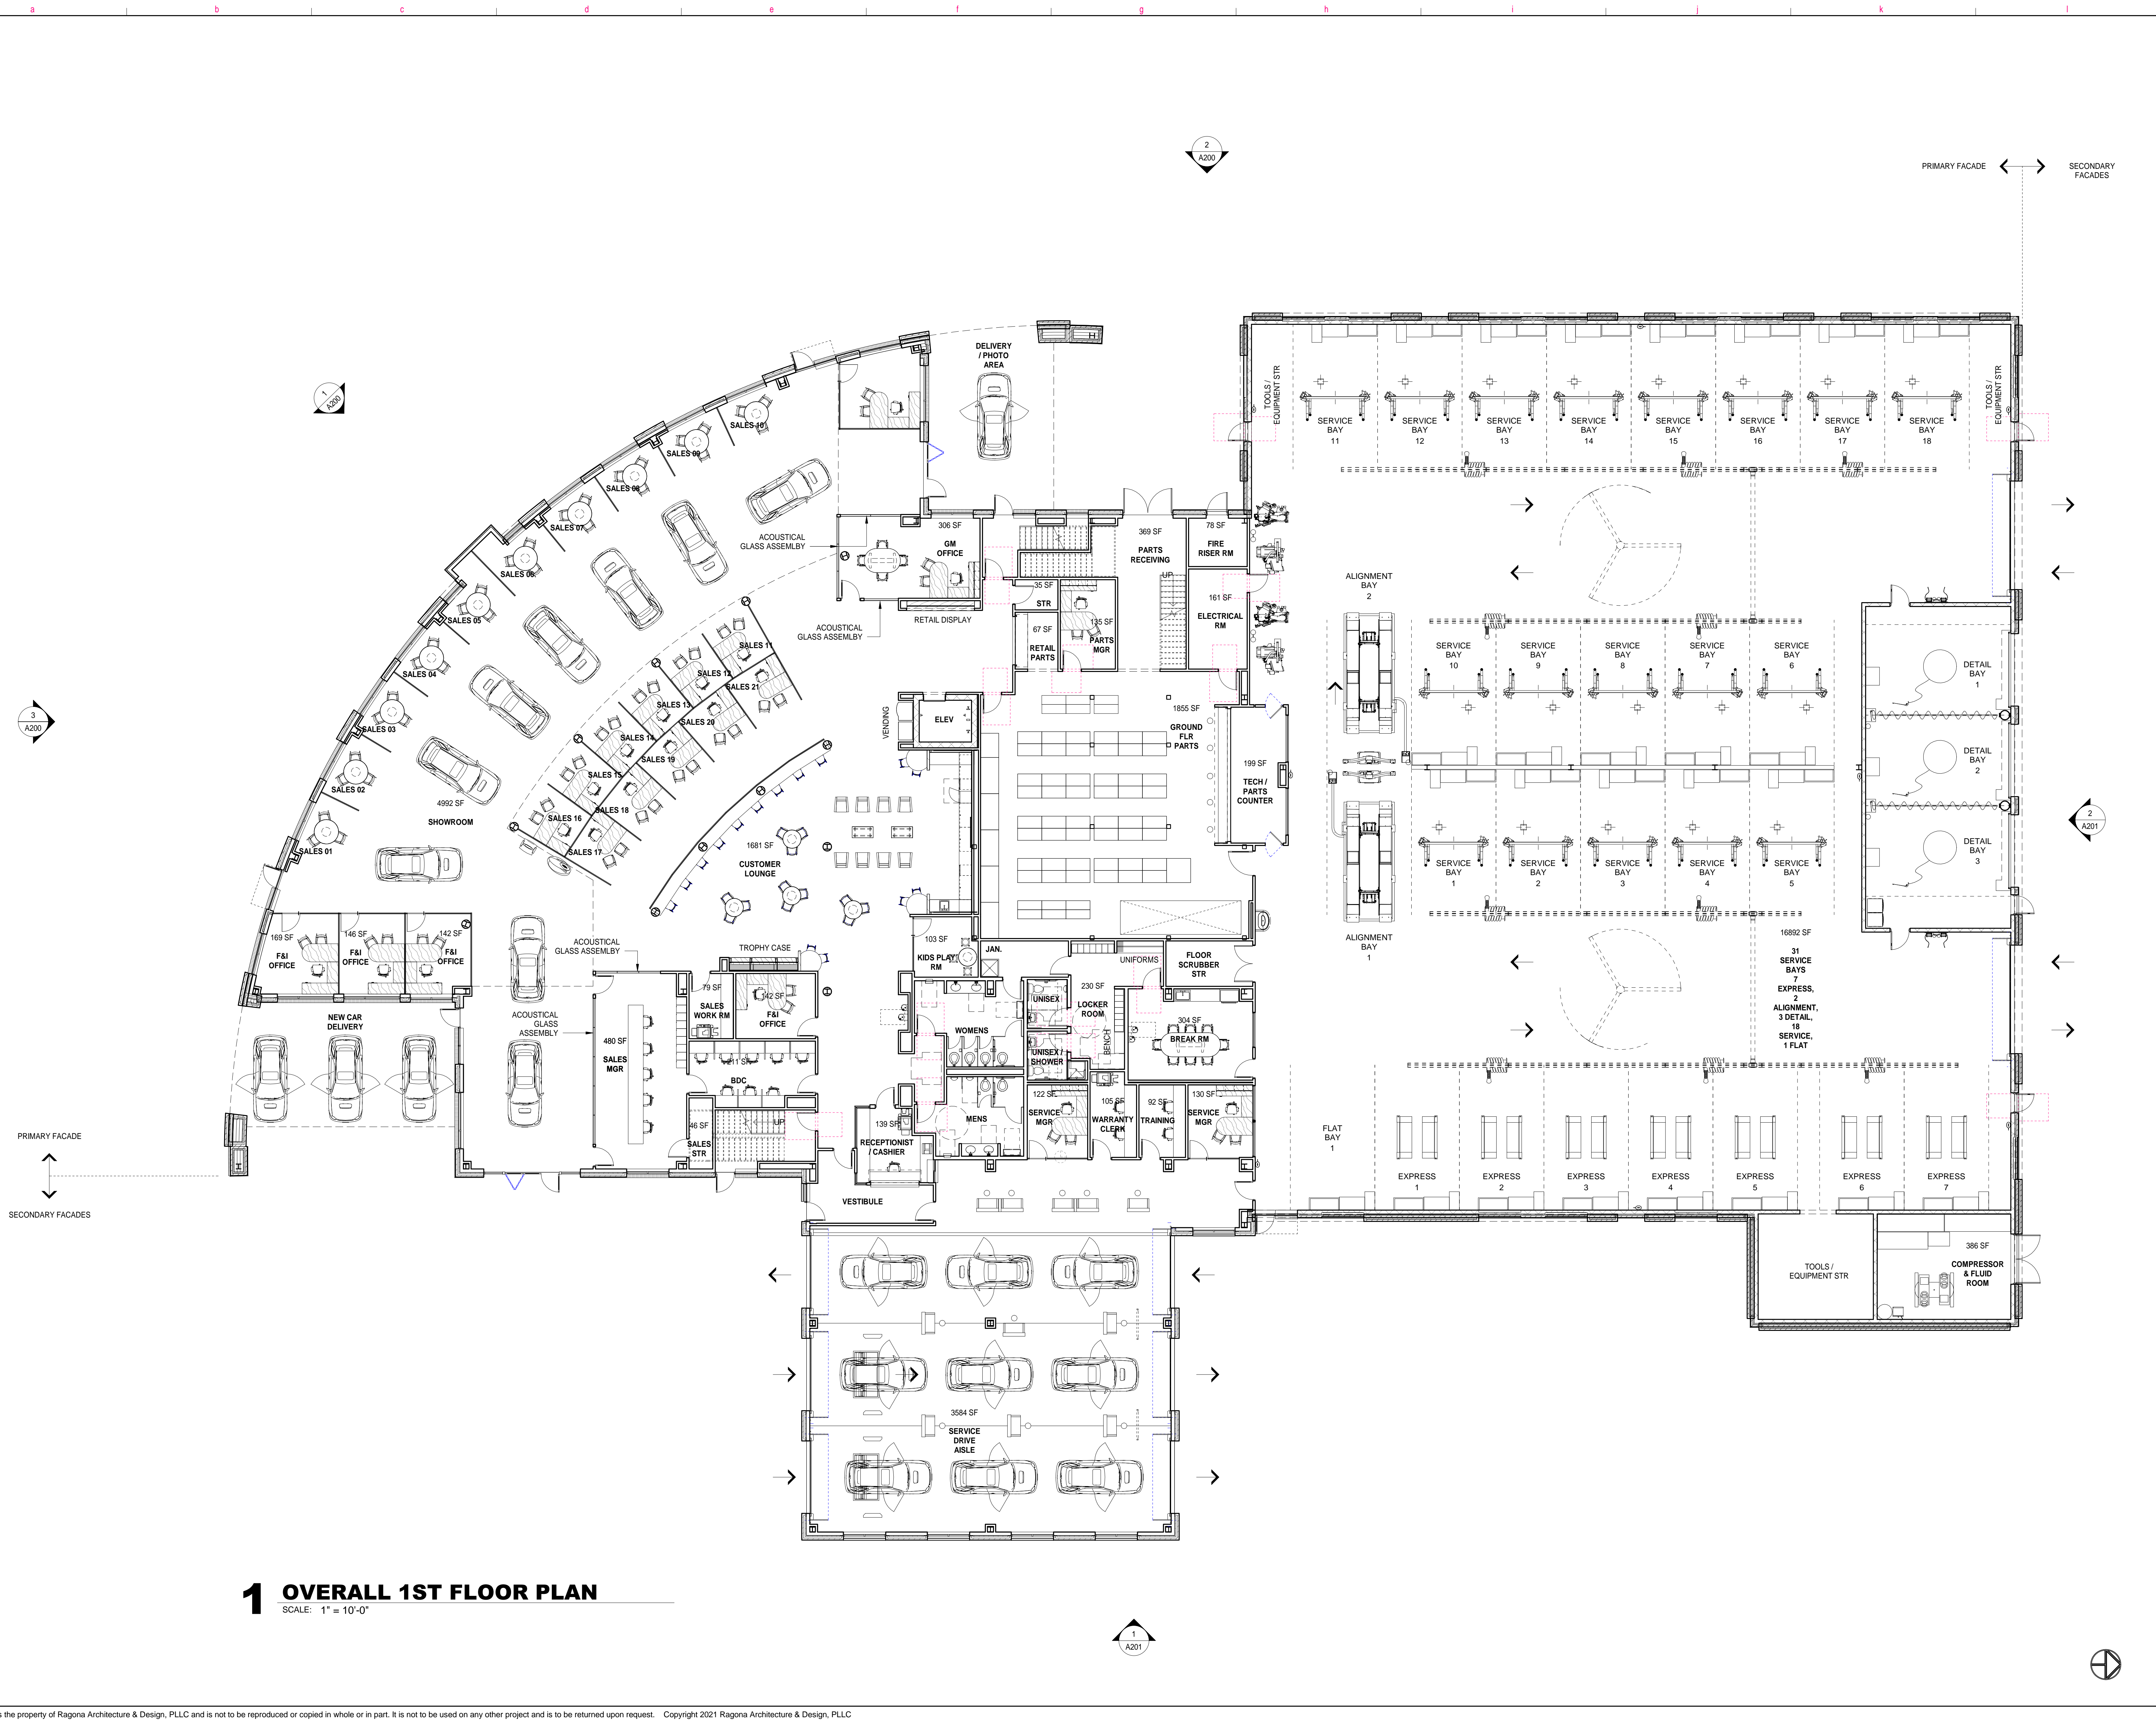 a b c d e f g h i j k l
2
A200
PRIMARY FACADE
SECONDARY
FACADES
1
A200
3
A200
DELIVERY
/ PHOTO
AREA
TOOLS /
EQUIPMENT STR
SERVICE
BAY
11
SERVICE
BAY
12
SERVICE
BAY
13
SERVICE
BAY
14
SERVICE
BAY
15
SERVICE
BAY
16
SERVICE
BAY
17
SERVICE
BAY
18
TOOLS /
EQUIPMENT STR
SALES 10
SALES 09
SALES 08
SALES 07
SALES 06
SALES 05
SALES 04
SALES 03
SALES 02
SALES 01
ACOUSTICAL
GLASS ASSEMLBY
306 SF
GM
OFFICE
369 SF
PARTS
RECEIVING
78 SF
FIRE
RISER RM
UP
35 SF
STR
161 SF
ELECTRICAL
RM
ACOUSTICAL
GLASS ASSEMLBY
RETAIL DISPLAY
67 SF
RETAIL
PARTS
135 SF
PARTS
MGR
ALIGNMENT
BAY
2
SERVICE
BAY
10
SERVICE
BAY
9
SERVICE
BAY
8
SERVICE
BAY
7
SERVICE
BAY
6
DETAIL
BAY
1
DETAIL
BAY
2
DETAIL
BAY
3
2
A201
SALES 11
SALES 12
SALES 21
SALES 13
SALES 20
SALES 14
SALES 19
SALES 15
SALES 18
SALES 16
SALES 17
VENDING
ELEV
1855 SF
GROUND
FLR
PARTS
199 SF
TECH /
PARTS
COUNTER
4992 SF
SHOWROOM
1681 SF
CUSTOMER
LOUNGE
SERVICE
BAY
1
SERVICE
BAY
2
SERVICE
BAY
3
SERVICE
BAY
4
SERVICE
BAY
5
ALIGNMENT
BAY
1
16892 SF
31
SERVICE
BAYS
7
EXPRESS,
2
ALIGNMENT,
3 DETAIL,
18
SERVICE,
1 FLAT
169 SF
F&I
OFFICE
146 SF
F&I
OFFICE
142 SF
F&I
OFFICE
ACOUSTICAL
GLASS ASSEMLBY
TROPHY CASE
103 SF
KIDS PLAY
RM
JAN.
UNIFORMS
FLOOR
SCRUBBER
STR
NEW CAR
DELIVERY
ACOUSTICAL
GLASS
ASSEMBLY
79 SF
SALES
WORK RM
142 SF
F&I
OFFICE
UNISEX
230 SF
LOCKER
ROOM
BENCH
304 SF
BREAK RM
WOMENS
UNISEX /
SHOWER
480 SF
SALES
MGR
211 SF
BDC
46 SF
SALES
STR
UP
139 SF
RECEPTIONIST
/ CASHIER
MENS
122 SF
SERVICE
MGR
105 SF
WARRANTY
CLERK
92 SF
TRAINING
130 SF
SERVICE
MGR
VESTIBULE
FLAT
BAY
1
EXPRESS
1
EXPRESS
2
EXPRESS
3
EXPRESS
4
EXPRESS
5
EXPRESS
6
EXPRESS
7
PRIMARY FACADE
SECONDARY FACADES
TOOLS /
EQUIPMENT STR
386 SF
COMPRESSOR
& FLUID
ROOM
3584 SF
SERVICE
DRIVE
AISLE
1 OVERALL 1ST FLOOR PLAN
SCALE: 1" = 10'-0"
1
A201
s the property of Ragona Architecture & Design, PLLC and is not to be reproduced or copied in whole or in part. It is not to be used on any other project and is to be returned upon request. Copyright 2021 Ragona Architecture & Design, PLLC